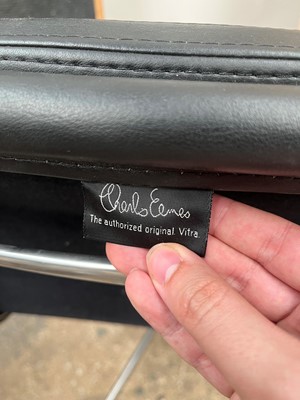 Charles Eames
The authorized original Vitra.